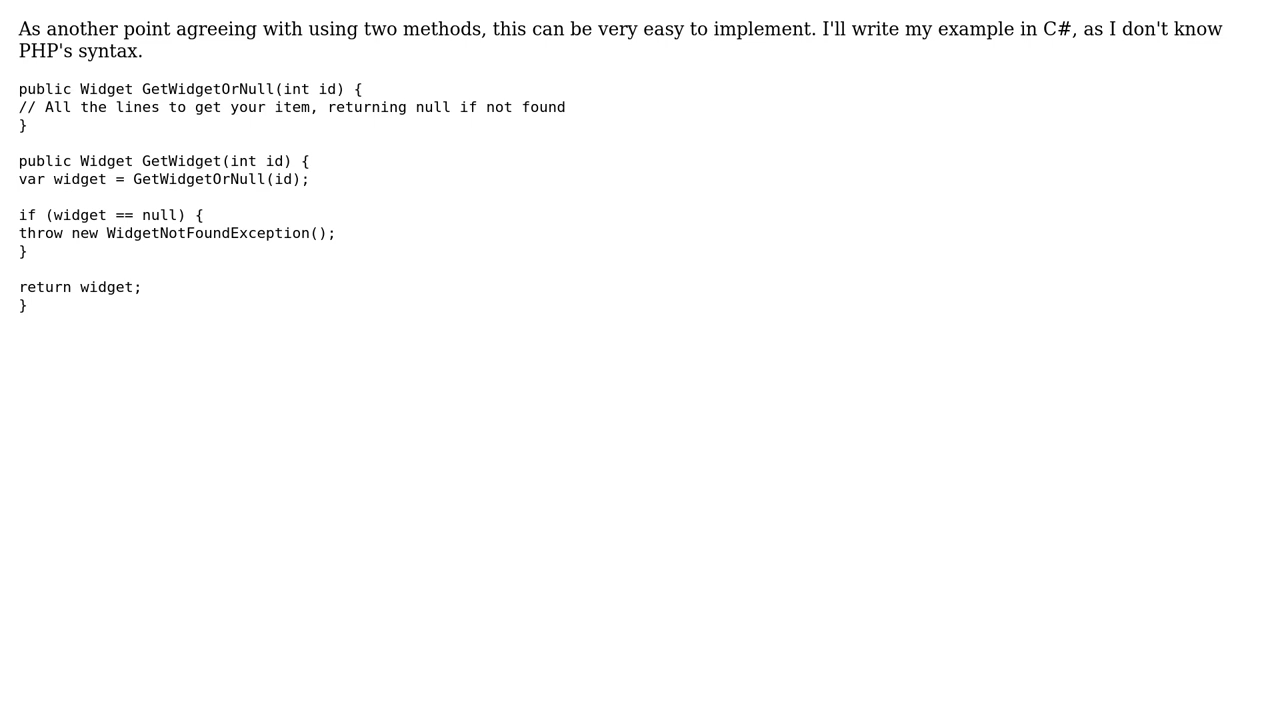 As another point agreeing with using two methods, this can be very easy to implement. I'll write my example in C#, as I don't know
PHP's syntax.
public Widget GetWidgetOrNull(int id) {
// All the lines to get your item, returning null if not found
}
public Widget GetWidget(int id) {
var widget = GetWidgetOrNull(id);
if (widget == null) {
throw new WidgetNotFoundException();
}
return widget;
}